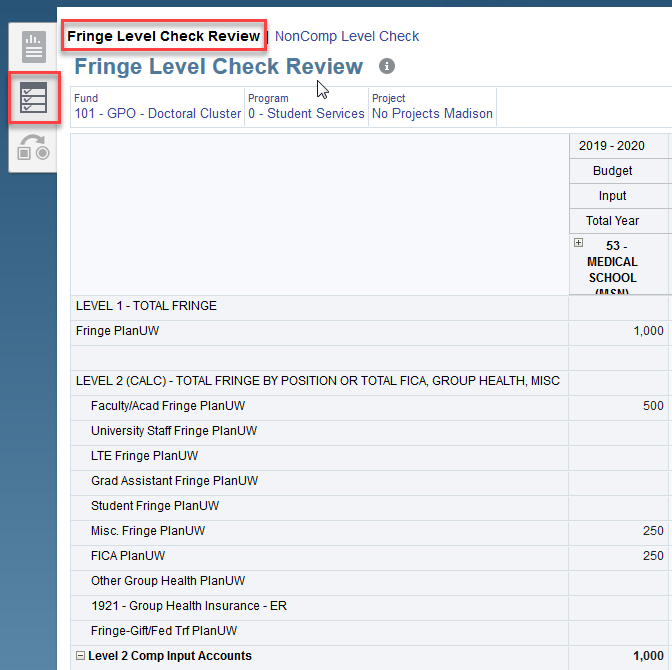 Fringe Level Check Review | NonComp Level Check
Fringe Level Check Review
Fund Program Project
101 - GPO - Doctoral Cluster 0 - Student Services No Projects Madison
2019 - 2020
Budget
Input
Total Year
53 -
MEDICAL
SCHOOL
(MSN)
LEVEL 1 - TOTAL FRINGE
Fringe PlanUW 1,000
LEVEL 2 (CALC) - TOTAL FRINGE BY POSITION OR TOTAL FICA, GROUP HEALTH, MISC
Faculty/Acad Fringe PlanUW 500
University Staff Fringe PlanUW
LTE Fringe PlanUW
Grad Assistant Fringe PlanUW
Student Fringe PlanUW
Misc. Fringe PlanUW 250
FICA PlanUW 250
Other Group Health PlanUW
1921 - Group Health Insurance - ER
Fringe-Gift/Fed Trf PlanUW
Level 2 Comp Input Accounts 1,000